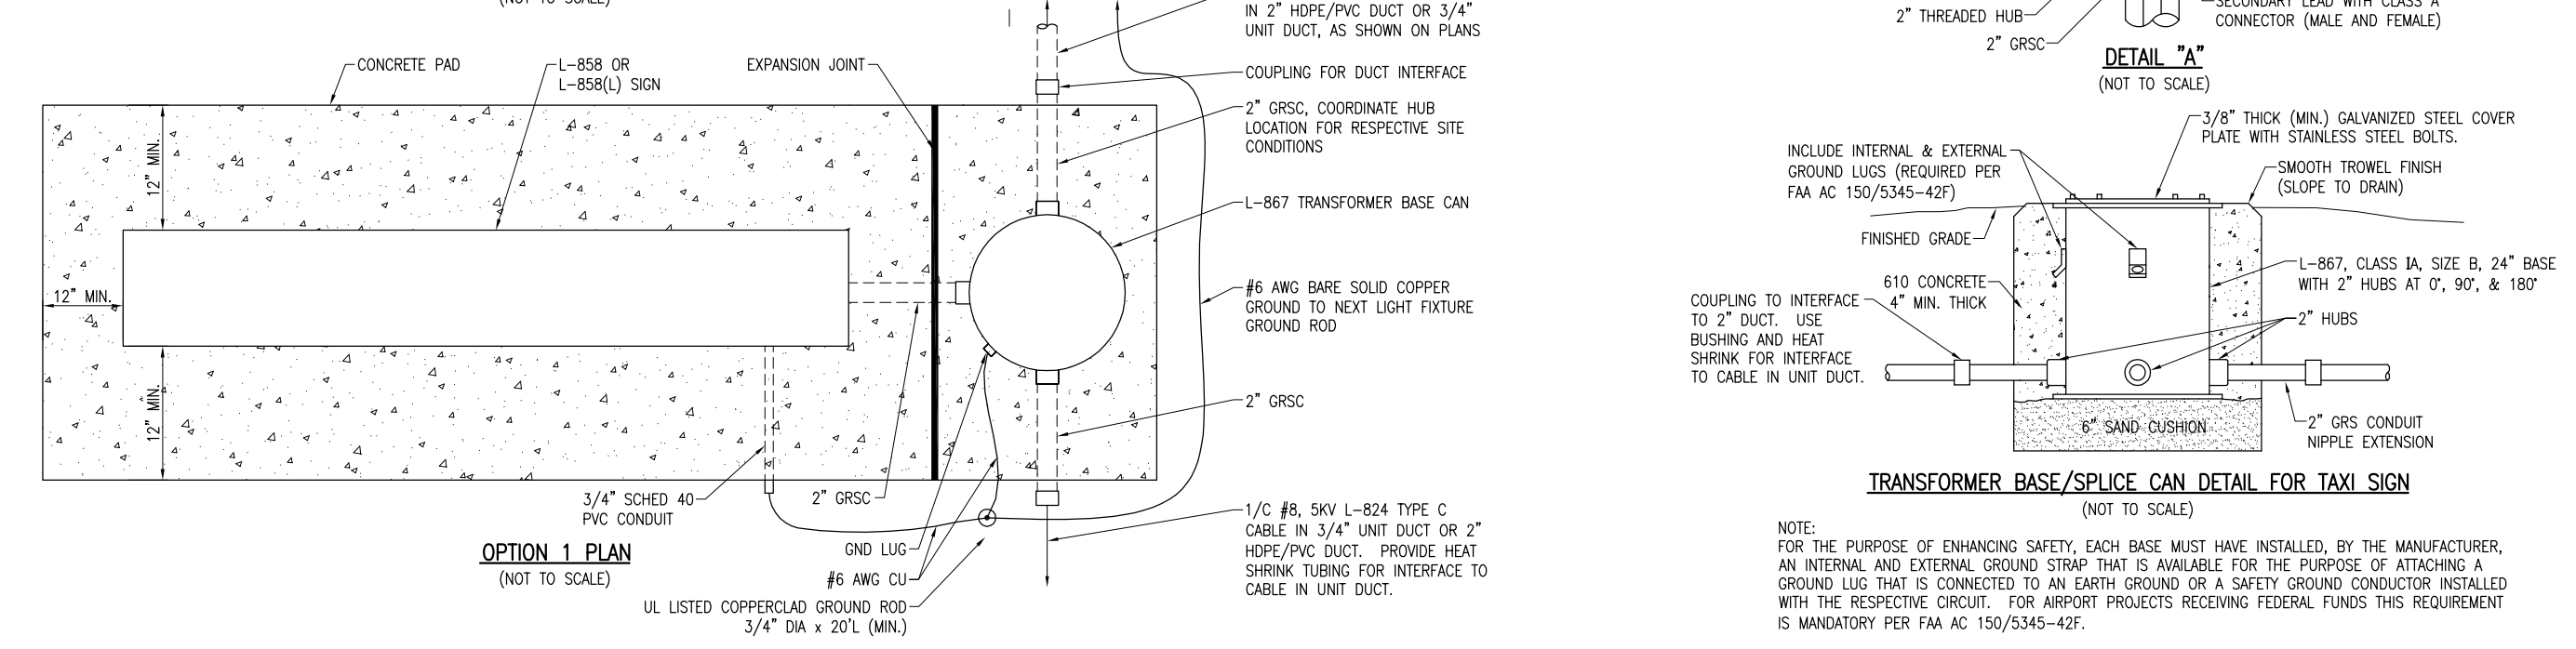 (NOT TO SCALE)
CONCRETE PAD
L-858 OR
L-858(L) SIGN
EXPANSION JOINT
12" MIN.
12" MIN.
12" MIN.
3/4" SCHED 40
PVC CONDUIT
2" GRSC
GND LUG
#6 AWG CU
UL LISTED COPPERCLAD GROUND ROD
3/4" DIA x 20'L (MIN.)
OPTION 1 PLAN
(NOT TO SCALE)
IN 2" HDPE/PVC DUCT OR 3/4"
UNIT DUCT, AS SHOWN ON PLANS
COUPLING FOR DUCT INTERFACE
2" GRSC, COORDINATE HUB
LOCATION FOR RESPECTIVE SITE
CONDITIONS
L-867 TRANSFORMER BASE CAN
#6 AWG BARE SOLID COPPER
GROUND TO NEXT LIGHT FIXTURE
GROUND ROD
2" GRSC
1/C #8, 5KV L-824 TYPE C
CABLE IN 3/4" UNIT DUCT OR 2"
HDPE/PVC DUCT. PROVIDE HEAT
SHRINK TUBING FOR INTERFACE TO
CABLE IN UNIT DUCT.
2" THREADED HUB
2" GRSC
SECONDARY LEAD WITH CLASS A
CONNECTOR (MALE AND FEMALE)
DETAIL "A"
(NOT TO SCALE)
3/8" THICK (MIN.) GALVANIZED STEEL COVER
PLATE WITH STAINLESS STEEL BOLTS.
INCLUDE INTERNAL & EXTERNAL
GROUND LUGS (REQUIRED PER
FAA AC 150/5345-42F)
SMOOTH TROWEL FINISH
(SLOPE TO DRAIN)
FINISHED GRADE
610 CONCRETE
4" MIN. THICK
L-867, CLASS IA, SIZE B, 24" BASE
WITH 2" HUBS AT 0°, 90°, & 180°
COUPLING TO INTERFACE
TO 2" DUCT. USE
BUSHING AND HEAT
SHRINK FOR INTERFACE
TO CABLE IN UNIT DUCT.
2" HUBS
6" SAND CUSHION
2" GRS CONDUIT
NIPPLE EXTENSION
TRANSFORMER BASE/SPLICE CAN DETAIL FOR TAXI SIGN
(NOT TO SCALE)
NOTE:
FOR THE PURPOSE OF ENHANCING SAFETY, EACH BASE MUST HAVE INSTALLED, BY THE MANUFACTURER,
AN INTERNAL AND EXTERNAL GROUND STRAP THAT IS AVAILABLE FOR THE PURPOSE OF ATTACHING A
GROUND LUG THAT IS CONNECTED TO AN EARTH GROUND OR A SAFETY GROUND CONDUCTOR INSTALLED
WITH THE RESPECTIVE CIRCUIT. FOR AIRPORT PROJECTS RECEIVING FEDERAL FUNDS THIS REQUIREMENT
IS MANDATORY PER FAA AC 150/5345-42F.